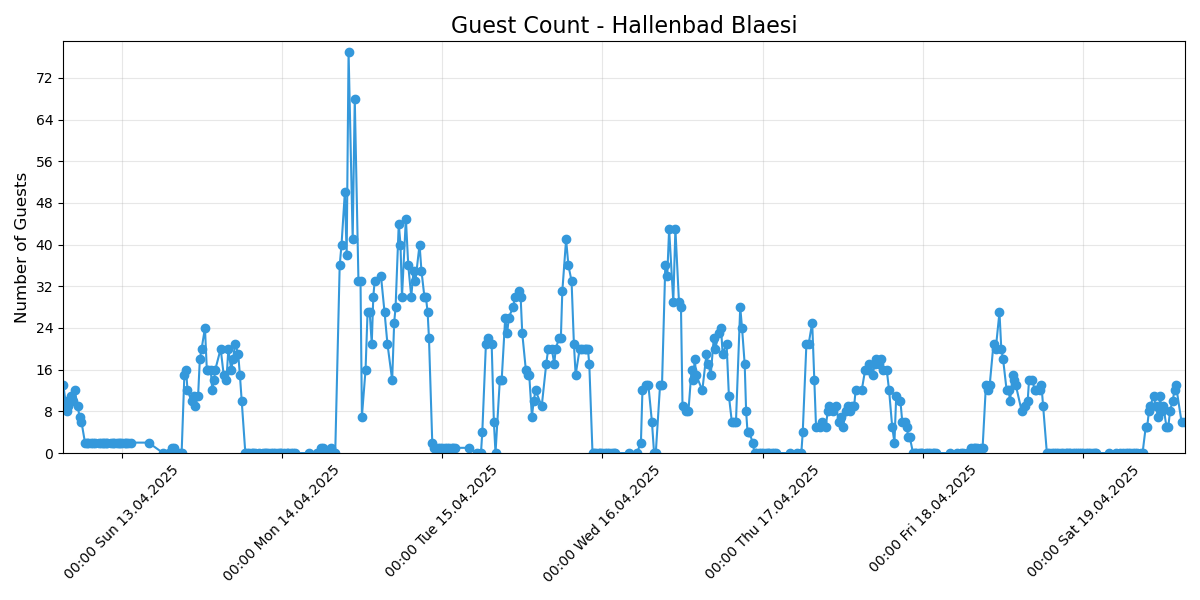 Guest Count - Hallenbad Blaesi
Number of Guests
72
64
56
48
40
32
24
16
8
0
00:00 Sun 13.04.2025
00:00 Mon 14.04.2025
00:00 Tue 15.04.2025
00:00 Wed 16.04.2025
00:00 Thu 17.04.2025
00:00 Fri 18.04.2025
00:00 Sat 19.04.2025